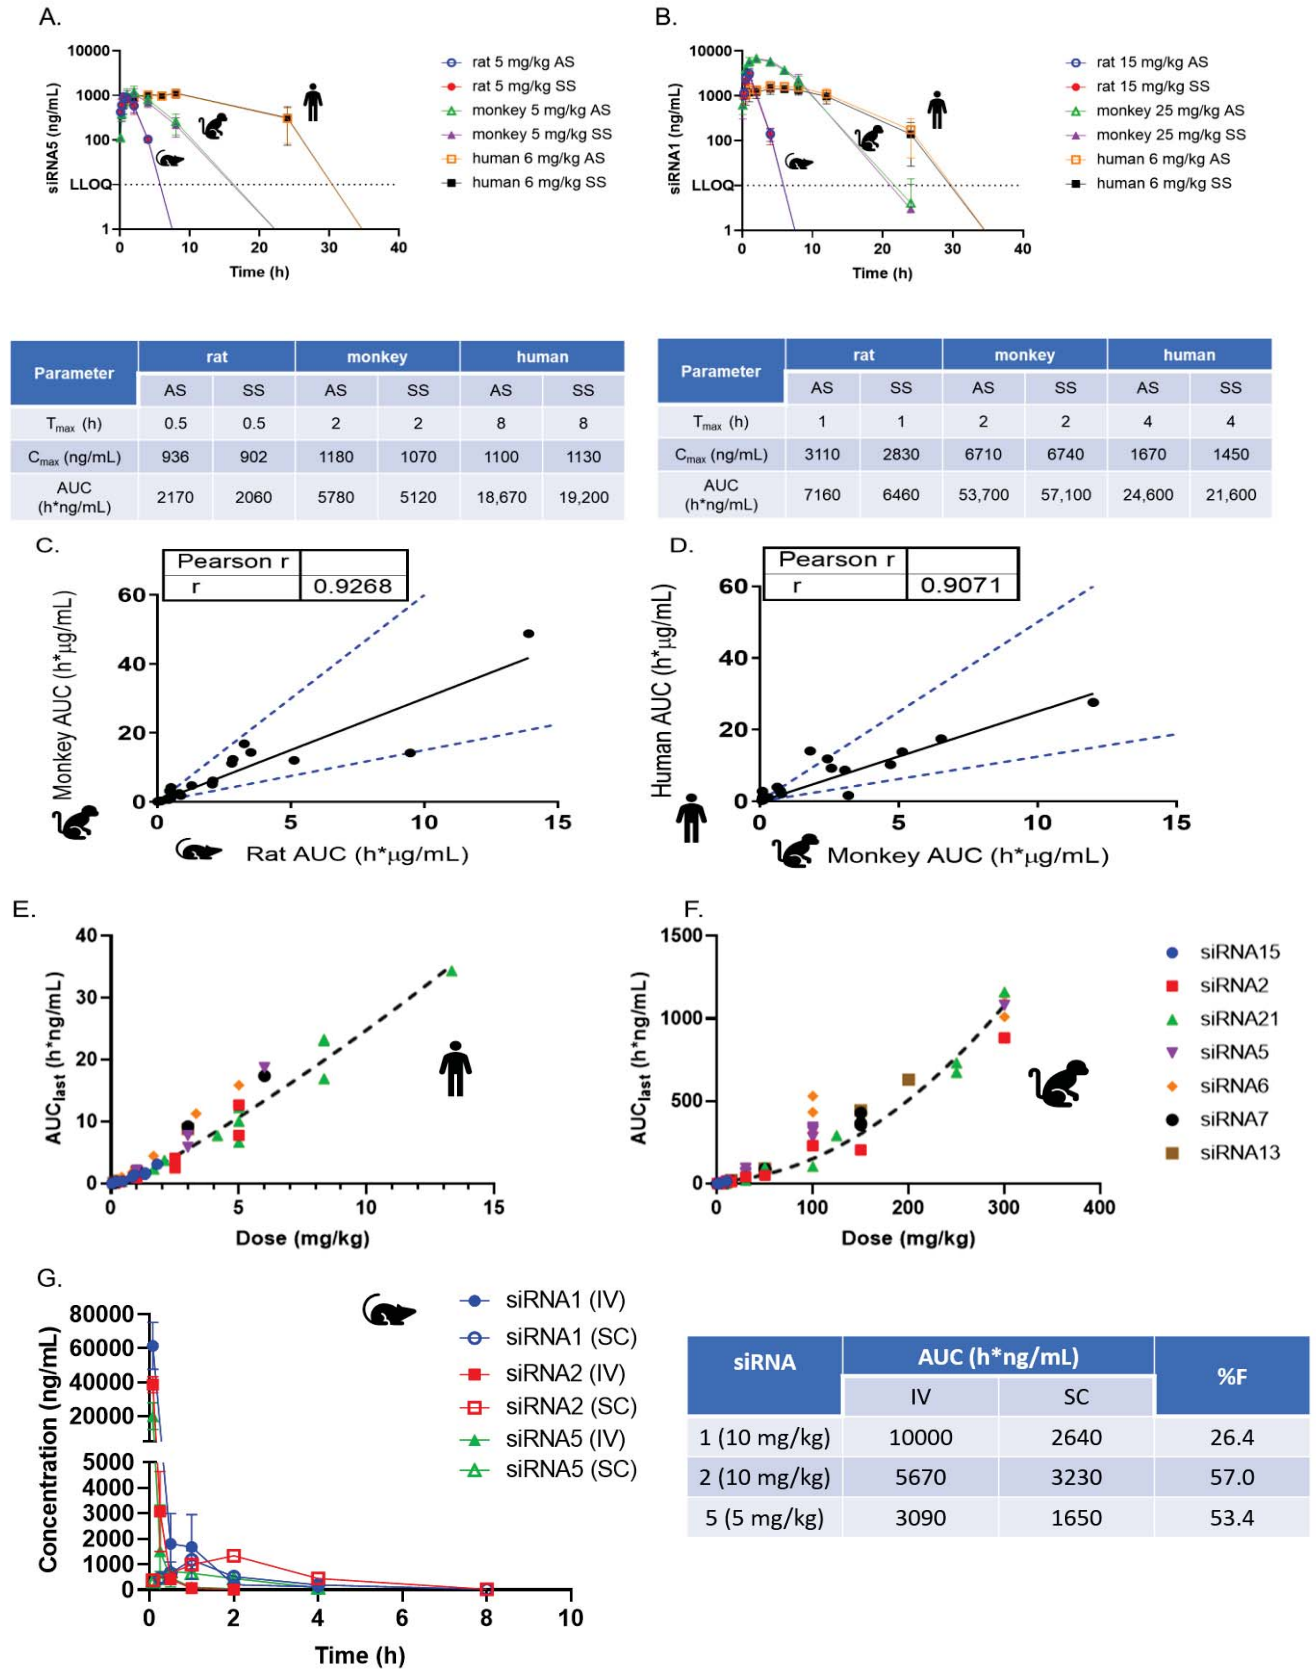 A.
10000
1000
100
LLOQ
1
siRNA5 (ng/mL)
0 10 20 30 40
Time (h)
rat 5 mg/kg AS
rat 5 mg/kg SS
monkey 5 mg/kg AS
monkey 5 mg/kg SS
human 6 mg/kg AS
human 6 mg/kg SS
B.
10000
1000
100
LLOQ
1
siRNA1 (ng/mL)
0 10 20 30 40
Time (h)
rat 15 mg/kg AS
rat 15 mg/kg SS
monkey 25 mg/kg AS
monkey 25 mg/kg SS
human 6 mg/kg AS
human 6 mg/kg SS
Parameter rat monkey human
AS SS AS SS AS SS
Tmax (h) 0.5 0.5 2 2 8 8
Cmax (ng/mL) 936 902 1180 1070 1100 1130
AUC (h*ng/mL) 2170 2060 5780 5120 18,670 19,200
Parameter rat monkey human
AS SS AS SS AS SS
Tmax (h) 1 1 2 2 4 4
Cmax (ng/mL) 3110 2830 6710 6740 1670 1450
AUC (h*ng/mL) 7160 6460 53,700 57,100 24,600 21,600
C.
Pearson r
r 0.9268
60
40
20
0
Monkey AUC (h*µg/mL)
0 5 10 15
Rat AUC (h*µg/mL)
D.
Pearson r
r 0.9071
60
40
20
0
Human AUC (h*µg/mL)
0 5 10 15
Monkey AUC (h*µg/mL)
E.
40
30
20
10
0
AUClast (h*ng/mL)
0 5 10 15
Dose (mg/kg)
F.
1500
1000
500
0
AUClast (h*ng/mL)
0 100 200 300 400
Dose (mg/kg)
siRNA15
siRNA2
siRNA21
siRNA5
siRNA6
siRNA7
siRNA13
G.
80000
60000
40000
20000
5000
4000
3000
2000
1000
0
Concentration (ng/mL)
0 2 4 6 8 10
Time (h)
siRNA1 (IV)
siRNA1 (SC)
siRNA2 (IV)
siRNA2 (SC)
siRNA5 (IV)
siRNA5 (SC)
siRNA AUC (h*ng/mL) %F
IV SC
1 (10 mg/kg) 10000 2640 26.4
2 (10 mg/kg) 5670 3230 57.0
5 (5 mg/kg) 3090 1650 53.4